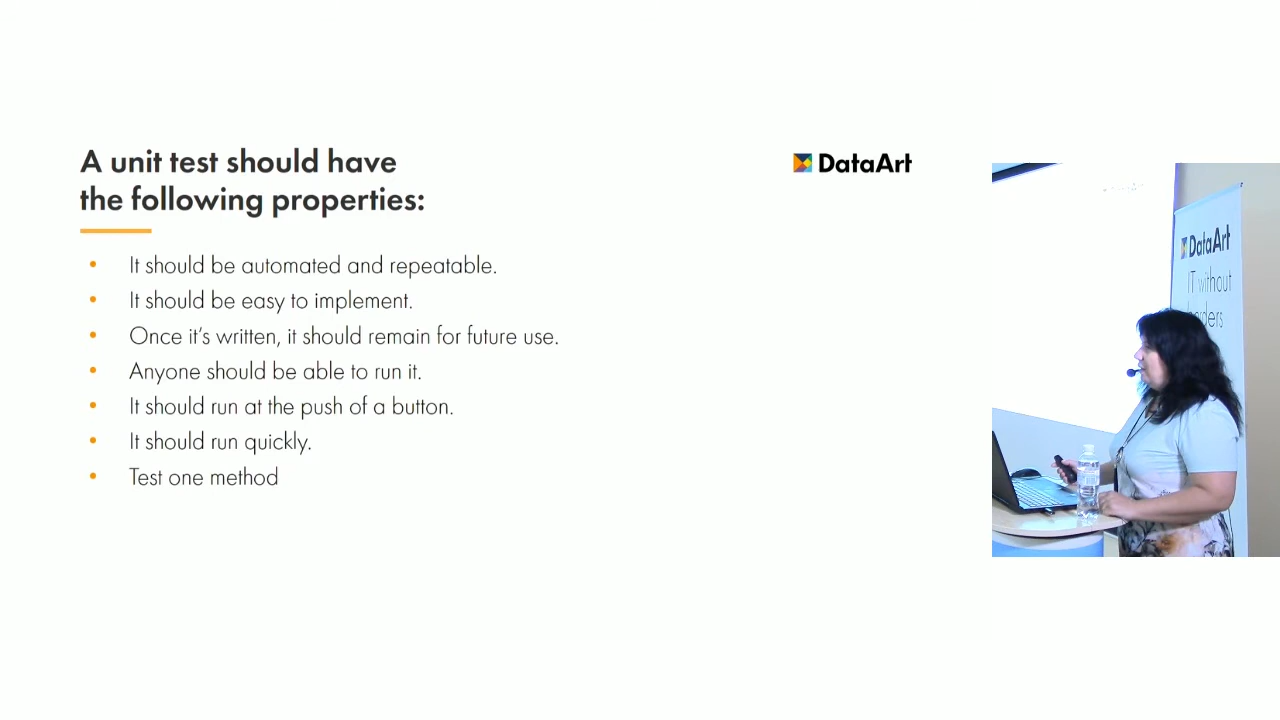 A unit test should have
the following properties:
DataArt
• It should be automated and repeatable.
• It should be easy to implement.
• Once it's written, it should remain for future use.
• Anyone should be able to run it.
• It should run at the push of a button.
• It should run quickly.
• Test one method
DataArt
IT without